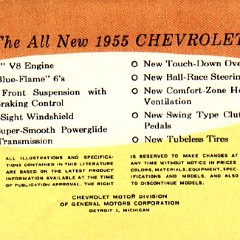 The All New 1955 CHEVROLET
" V8 Engine
Blue-Flame" 6's
Front Suspension with
Braking Control
Sight Windshield
Super-Smooth Powerglide
Transmission
O New Touch-Down Over
O New Ball-Race Steering
O New Comfort-Zone H
Ventilation
O New Swing Type Clut
Pedals
O New Tubeless Tires
ALL ILLUSTRATIONS AND SPECIFICA-
TIONS CONTAINED IN THIS LITERATURE
ARE BASED ON THE LATEST PRODUCT
INFORMATION AVAILABLE AT THE TIME
OF PUBLICATION APPROVAL. THE RIGHT
IS RESERVED TO MAKE CHANGES AT
ANY TIME WITHOUT NOTICE IN PRICES
COLORS, MATERIALS, EQUIPMENT, SPEC-
IFICATIONS AND MODELS, AND ALSO
TO DISCONTINUE MODELS.
CHEVROLET MOTOR DIVISION
OF GENERAL MOTORS CORPORATION
DETROIT 2, MICHIGAN